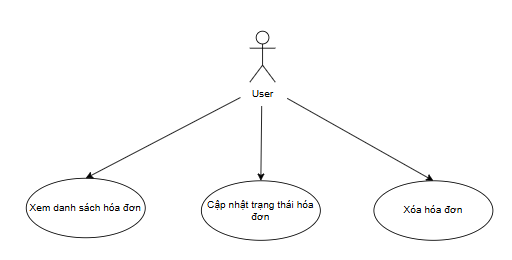 User
Xem danh sách hóa đơn
Cập nhật trạng thái hóa
đơn
Xóa hóa đơn